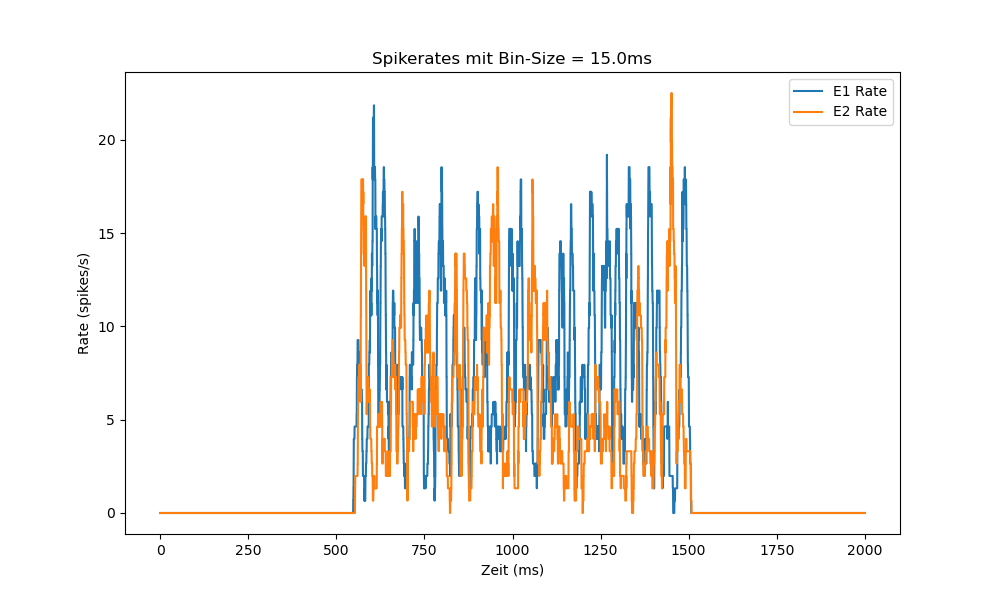 Spikerates mit Bin-Size = 15.0ms
E1 Rate
E2 Rate
Rate (spikes/s)
20
15
10
5
0
0 250 500 750 1000 1250 1500 1750 2000
Zeit (ms)